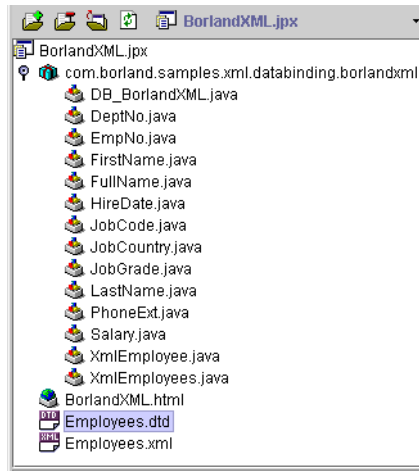 BorlandXML.jpx
BorlandXML.jpx
com.borland.samples.xml.databinding.borlandxml
DB_BorlandXML.java
DeptNo.java
EmpNo.java
FirstName.java
FullName.java
HireDate.java
JobCode.java
JobCountry.java
JobGrade.java
LastName.java
PhoneExt.java
Salary.java
XmlEmployee.java
XmlEmployees.java
BorlandXML.html
DTD Employees.dtd
XML Employees.xml